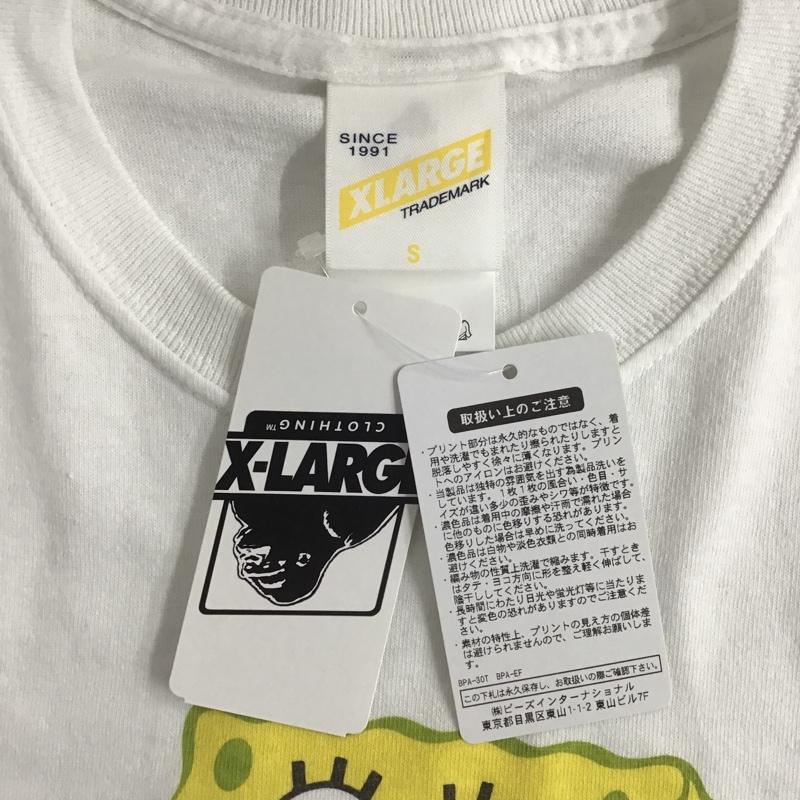 SINCE
1991
XLARGE
TRADEMARK
S
CLOTHING™
X-LARG
取扱い上のご注意
・プリント部分は永久的なものではなく、着
用や洗濯でもまれたり擦られたりしますと
脱落しやすく徐々に薄くなります。プリン
トへのアイロンはお避けください。
・当製品は独特の雰囲気を出す為製品洗いを
しています。1枚1枚の風合い・色目・サ
イズが違い多少の歪みやシワ等が特徴です。
・濃色品は着用中の摩擦や汗雨で濡れた場合
に他のものに色移りする恐れがあります。
色移りした場合は早めに洗ってください。
濃色品は白物や淡色衣類との同時着用はお
避けください。
・編み物の性質上洗濯で縮みます。干すとき
はタテ・ヨコ方向に形を整え軽く伸ばして、
陰干ししてください。
・長時間にわたり日光や蛍光灯等に当たりま
すと変色の恐れがありますのでご注意くだ
さい。
・素材の特性上、プリントの見え方の個体差
は避けられませんので、ご理解お願いしま
す。
BPA-30T BPA-EF
この下札は永久保存し、お取扱いの際ご確認下さい。
㈱ビーズインターナショナル
東京都目黒区東山1-1-2 東山ビル7F